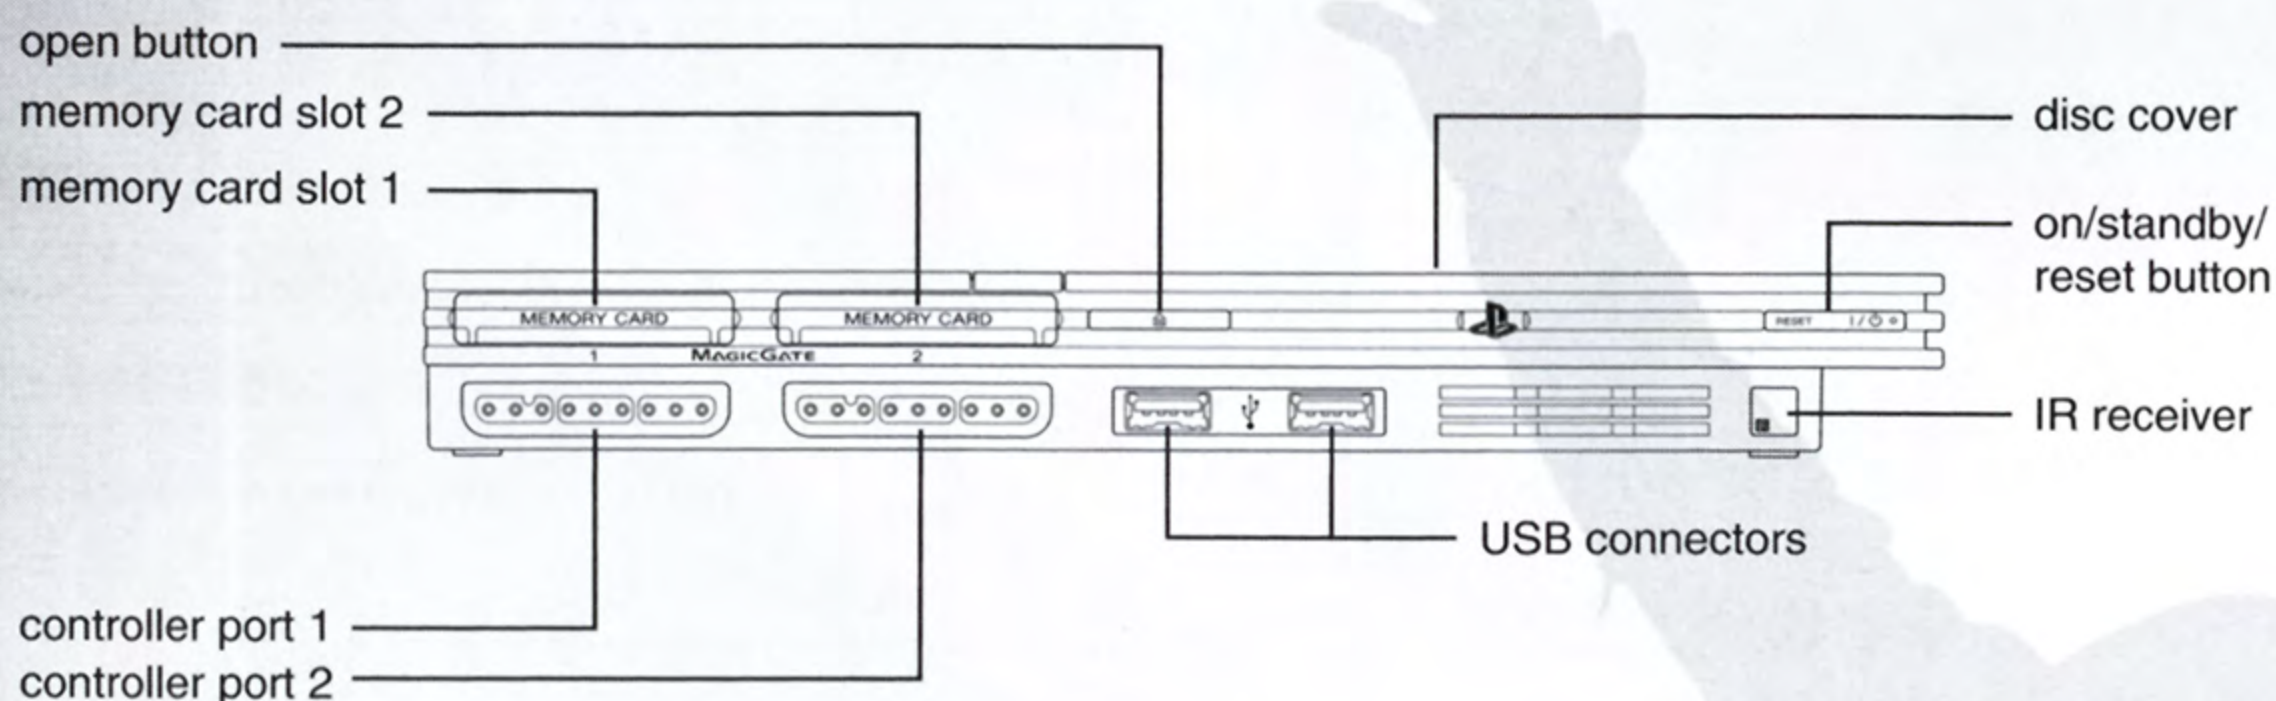 open button
memory card slot 2
memory card slot 1
disc cover
on/standby/
reset button
MEMORY CARD
MEMORY CARD
RESET
1
MAGICGATE
2
IR receiver
USB connectors
controller port 1
controller port 2